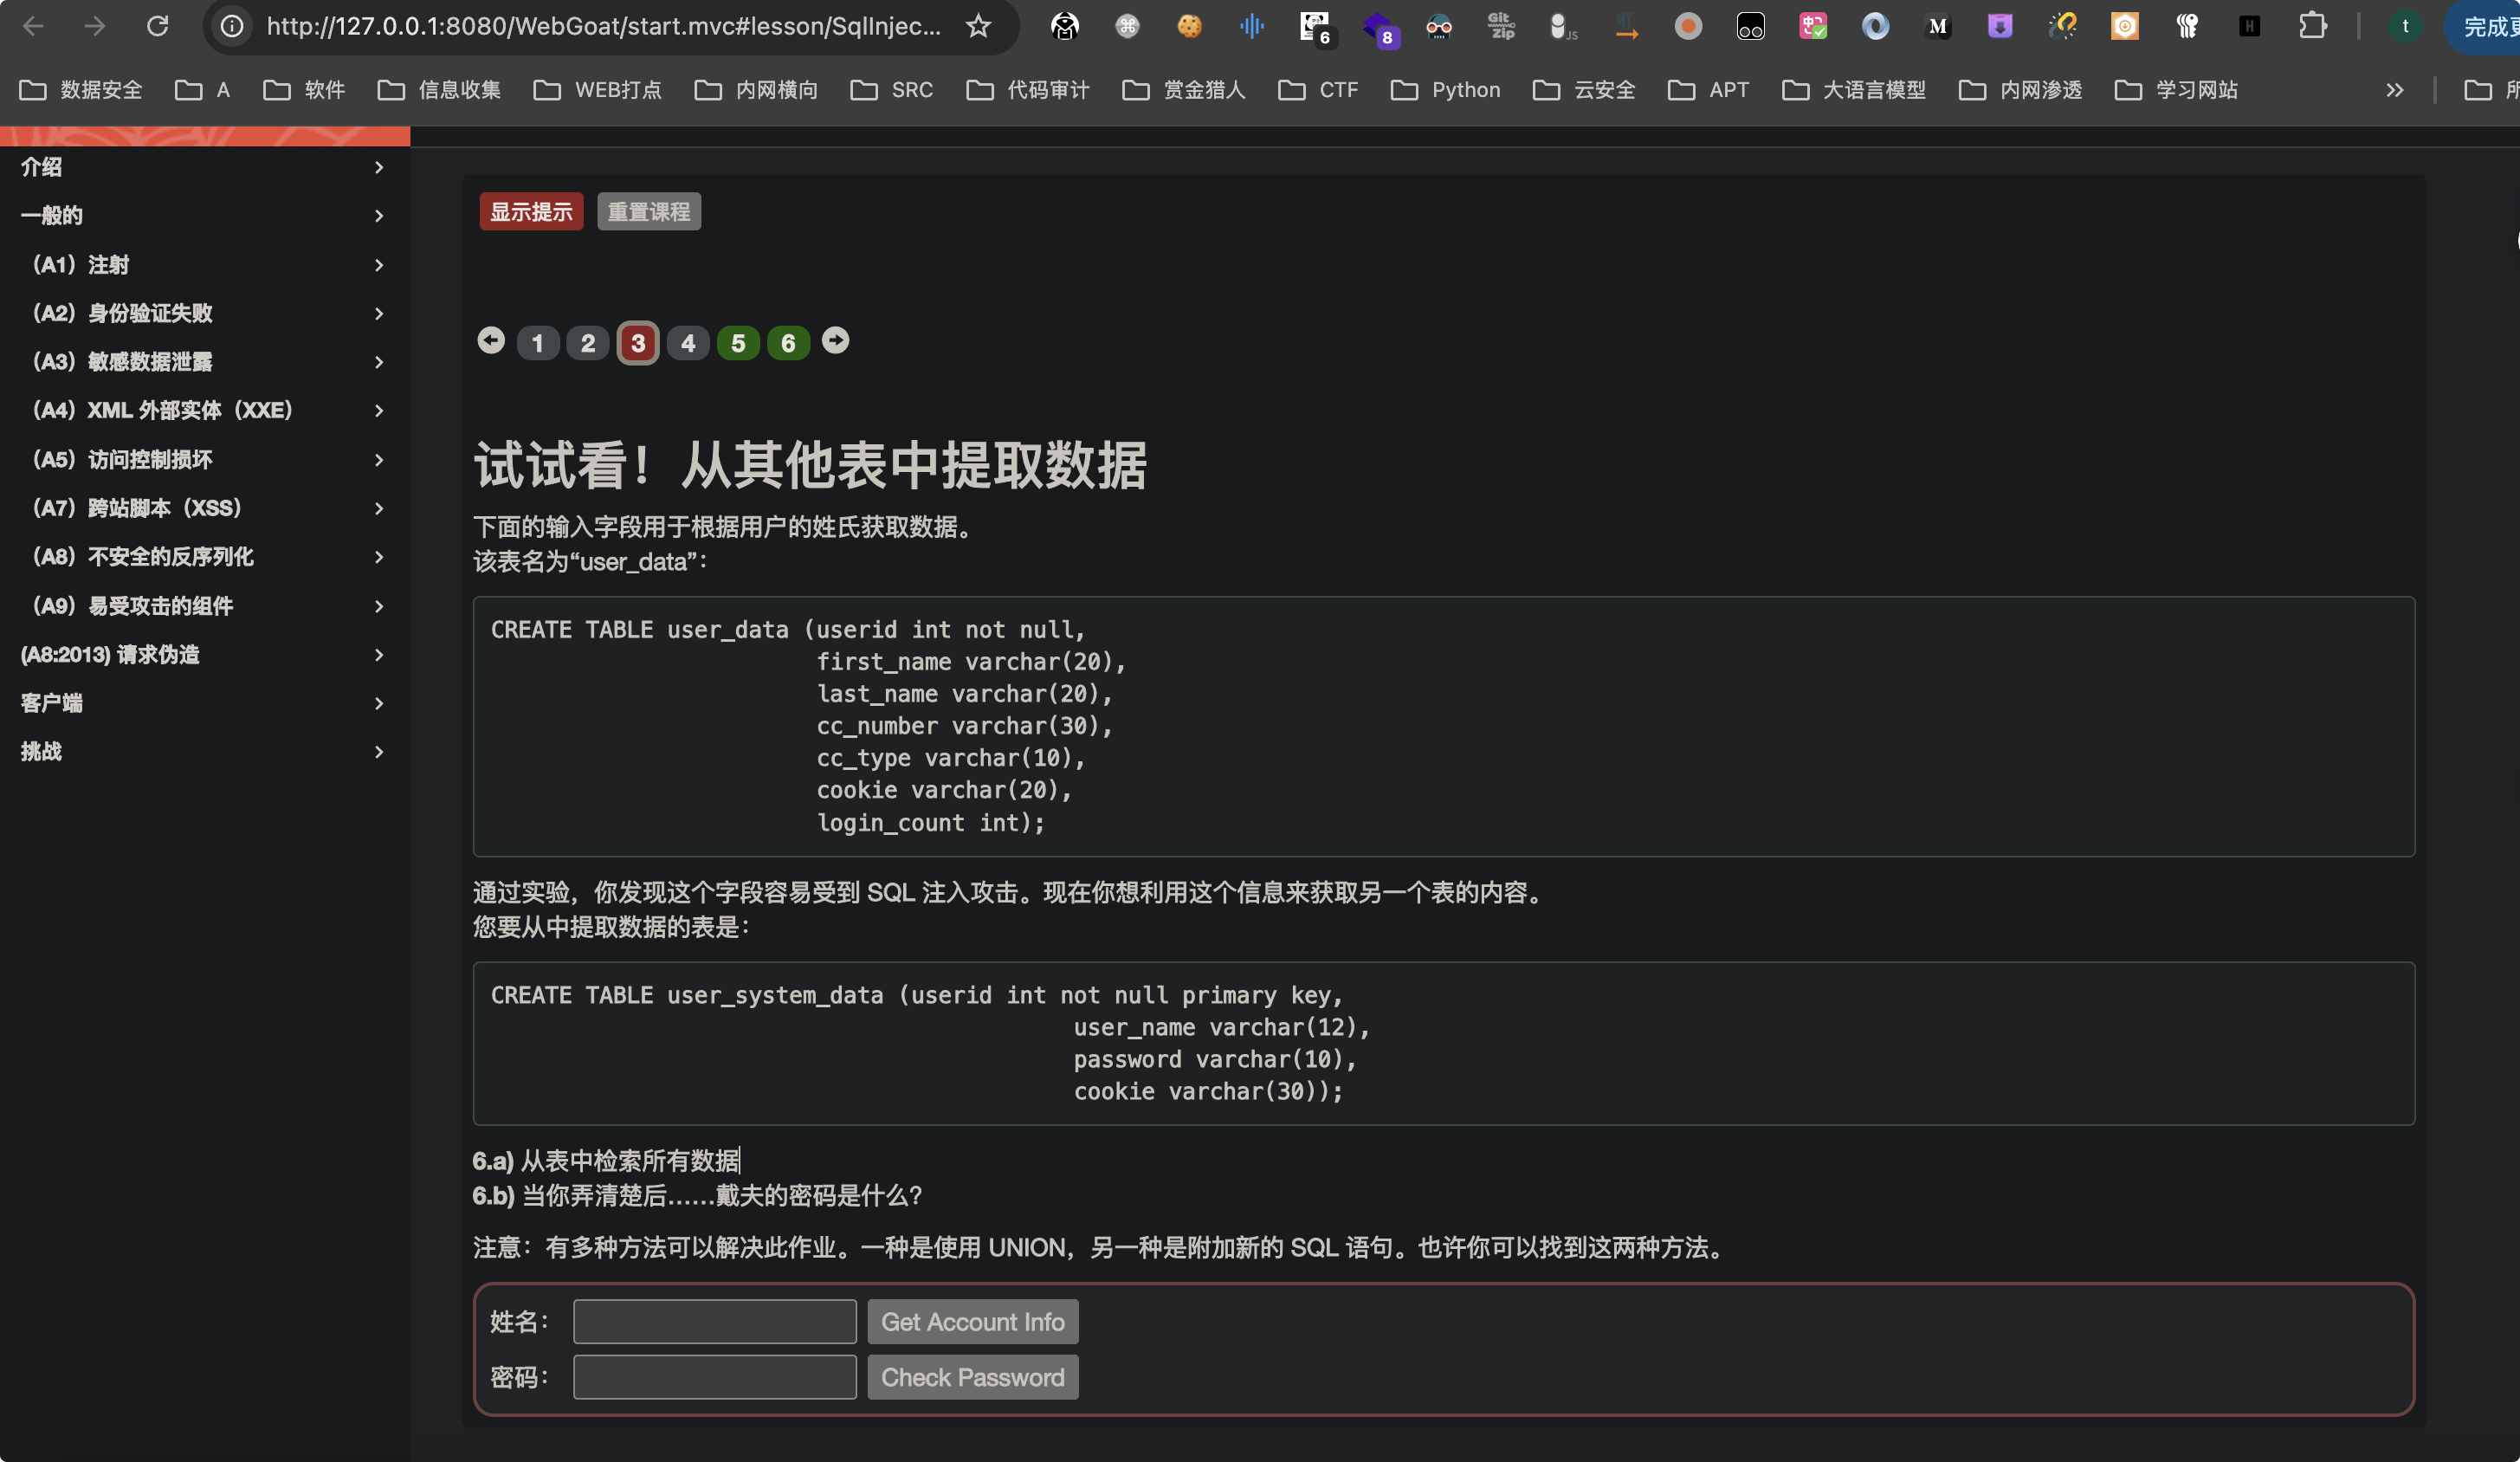 http://127.0.0.1:8080/WebGoat/start.mvc#lesson/SqlInjec...
6
8
Git Zip
JS
M
H
t
数据安全
A
软件
信息收集
WEB打点
内网横向
SRC
代码审计
赏金猎人
CTF
Python
云安全
APT
大语言模型
内网渗透
学习网站
介绍
一般的
（A1）注射
（A2）身份验证失败
（A3）敏感数据泄露
（A4）XML 外部实体（XXE）
（A5）访问控制损坏
（A7）跨站脚本（XSS）
（A8）不安全的反序列化
（A9）易受攻击的组件
(A8:2013) 请求伪造
客户端
挑战
显示提示 重置课程
1 2 3 4 5 6
试试看！从其他表中提取数据
下面的输入字段用于根据用户的姓氏获取数据。
该表名为“user_data”：
CREATE TABLE user_data (userid int not null,
first_name varchar(20),
last_name varchar(20),
cc_number varchar(30),
cc_type varchar(10),
cookie varchar(20),
login_count int);
通过实验，你发现这个字段容易受到 SQL 注入攻击。现在你想利用这个信息来获取另一个表的内容。
您要从中提取数据的表是：
CREATE TABLE user_system_data (userid int not null primary key,
user_name varchar(12),
password varchar(10),
cookie varchar(30));
6.a) 从表中检索所有数据
6.b) 当你弄清楚后……戴夫的密码是什么？
注意：有多种方法可以解决此作业。一种是使用 UNION，另一种是附加新的 SQL 语句。也许你可以找到这两种方法。
姓名： Get Account Info
密码： Check Password